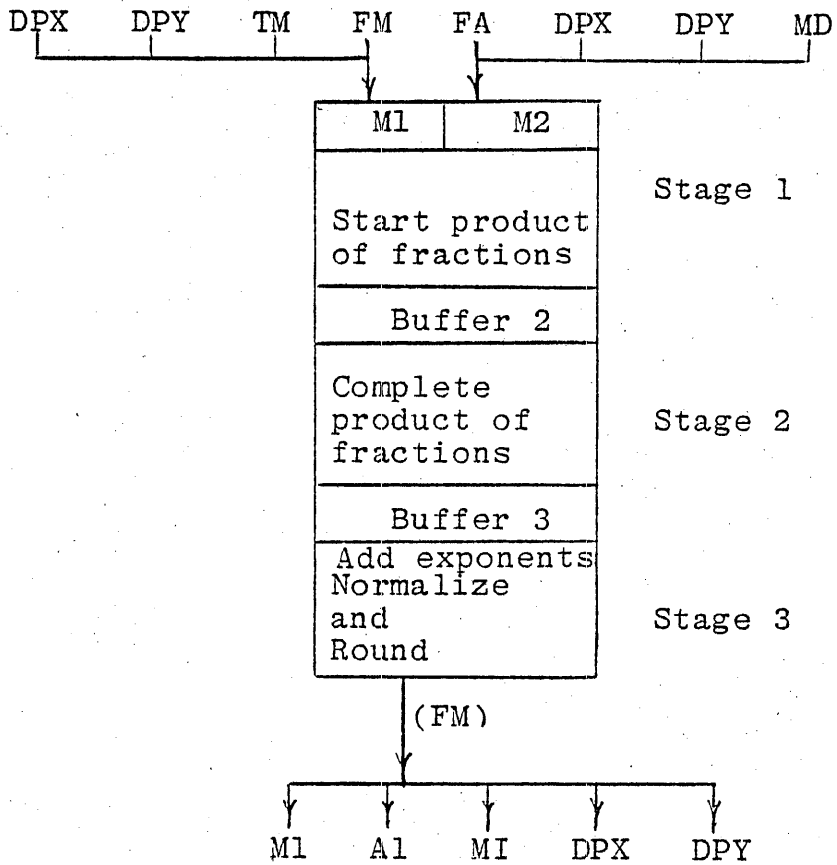 DPX DPY TM FM FA DPX DPY MD
M1 M2
Stage 1
Start product
of fractions
Buffer 2
Complete
product of
fractions
Stage 2
Buffer 3
Add exponents
Normalize
and
Round
Stage 3
(FM)
M1 A1 MI DPX DPY